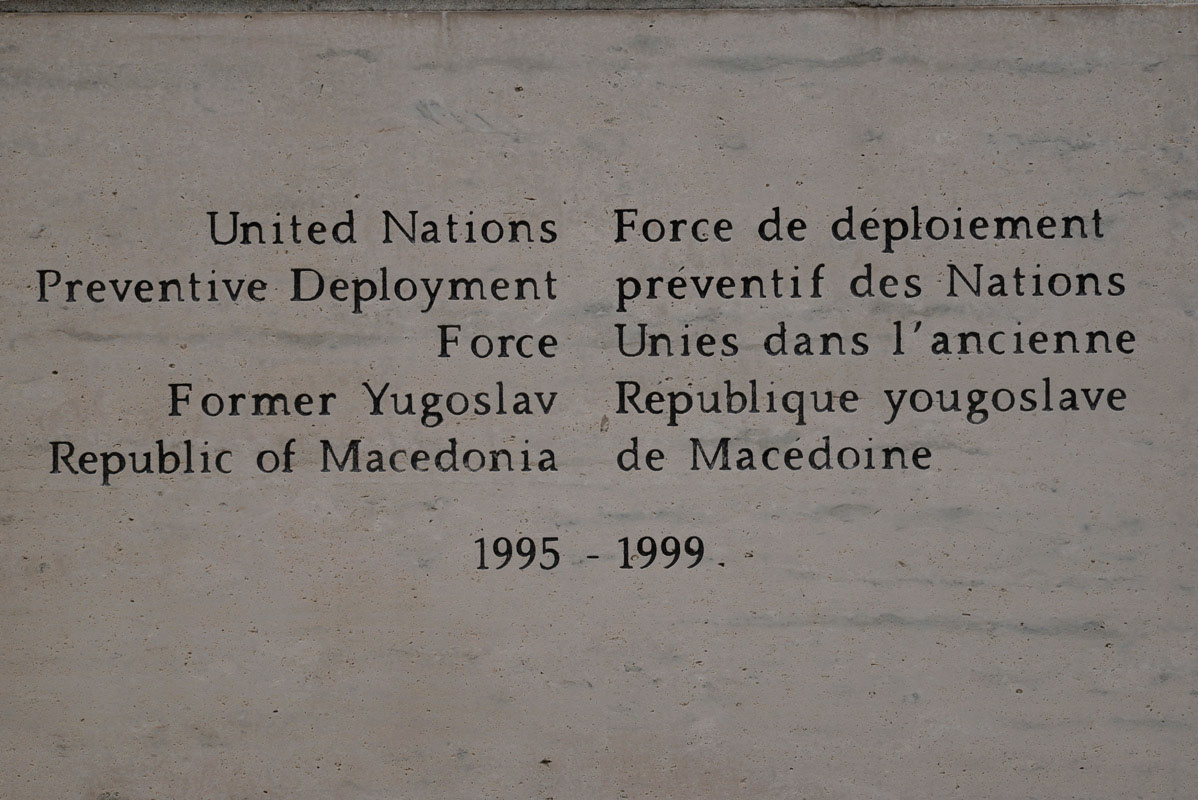 United Nations
Preventive Deployment
Force
Former Yugoslav
Republic of Macedonia
Force de déploiement
préventif des Nations
Unies dans l'ancienne
République yougoslave
de Macédoine
1995 - 1999